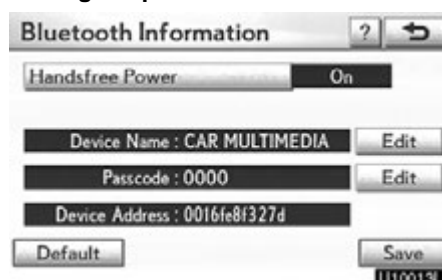 Bluetooth Information ?
Handsfree Power On
Device Name : CAR MULTIMEDIA Edit
Passcode : 0000 Edit
Device Address : 0016fe8f327d
Default Save